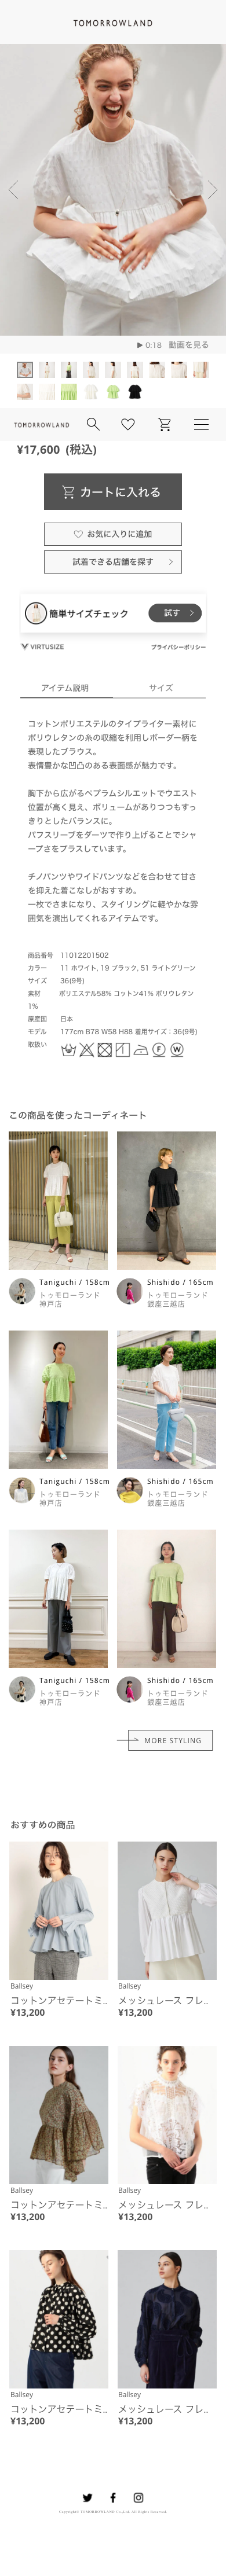 TOMORROWLAND
0:18 動画を見る
TOMORROWLAND
¥17,600 (税込)
カートに入れる
お気に入りに追加
試着できる店舗を探す
簡単サイズチェック
試す
VIRTUSIZE
プライバシーポリシー
アイテム説明
サイズ
コットンポリエステルのタイプライター素材に
ポリウレタンの糸の収縮を利用しボーダー柄を
表現したブラウス。
表情豊かな凹凸のある表面感が魅力です。
胸下から広がるペプラムシルエットでウエスト
位置が高く見え、ボリュームがありつつもすっ
きりとしたバランスに。
パフスリーブをダーツで作り上げることでシャ
ープさをプラスしています。
チノパンツやワイドパンツなどを合わせて甘さ
を抑えた着こなしがおすすめ。
一枚できまになり、スタイリングに軽やかな雰
囲気を演出してくれるアイテムです。
商品番号 11012201502
カラー 11 ホワイト, 19 ブラック, 51 ライトグリーン
サイズ 36(9号)
素材 ポリエステル58% コットン41% ポリウレタン
1%
原産国 日本
モデル 177cm B78 W58 H88 着用サイズ：36(9号)
取扱い
F W
この商品を使ったコーディネート
Taniguchi / 158cm
トゥモローランド
神戸店
Shishido / 165cm
トゥモローランド
銀座三越店
Taniguchi / 158cm
トゥモローランド
神戸店
Shishido / 165cm
トゥモローランド
銀座三越店
Taniguchi / 158cm
トゥモローランド
神戸店
Shishido / 165cm
トゥモローランド
銀座三越店
MORE STYLING
おすすめの商品
Ballsey
コットンアセテートミ..
¥13,200
Ballsey
メッシュレース フレ..
¥13,200
Ballsey
コットンアセテートミ..
¥13,200
Ballsey
メッシュレース フレ..
¥13,200
Ballsey
コットンアセテートミ..
¥13,200
Ballsey
メッシュレース フレ..
¥13,200
Copyright© TOMORROWLAND Co.,Ltd. All Rights Reserved.